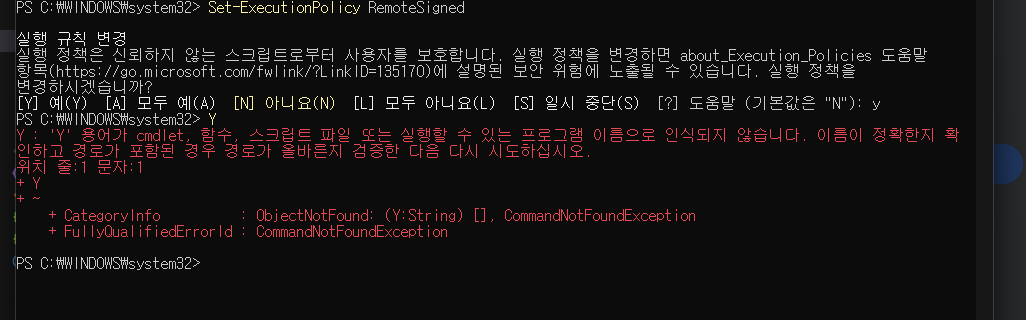 PS C:\WINDOWS\system32> Set-ExecutionPolicy RemoteSigned
실행 규칙 변경
실행 정책은 신뢰하지 않는 스크립트로부터 사용자를 보호합니다. 실행 정책을 변경하면 about_Execution_Policies 도움말
항목(https://go.microsoft.com/fwlink/?LinkID=135170)에 설명된 보안 위험에 노출될 수 있습니다. 실행 정책을
변경하시겠습니까?
[Y] 예(Y)  [A] 모두 예(A)  [N] 아니요(N)  [L] 모두 아니요(L)  [S] 일시 중단(S)  [?] 도움말 (기본값은 "N"): y
PS C:\WINDOWS\system32> Y
Y : 'Y' 용어가 cmdlet, 함수, 스크립트 파일 또는 실행할 수 있는 프로그램 이름으로 인식되지 않습니다. 이름이 정확한지 확
인하고 경로가 포함된 경우 경로가 올바른지 검증한 다음 다시 시도하십시오.
위치 줄:1 문자:1
+ Y
+ ~
    + CategoryInfo          : ObjectNotFound: (Y:String) [], CommandNotFoundException
    + FullyQualifiedErrorId : CommandNotFoundException
PS C:\WINDOWS\system32>